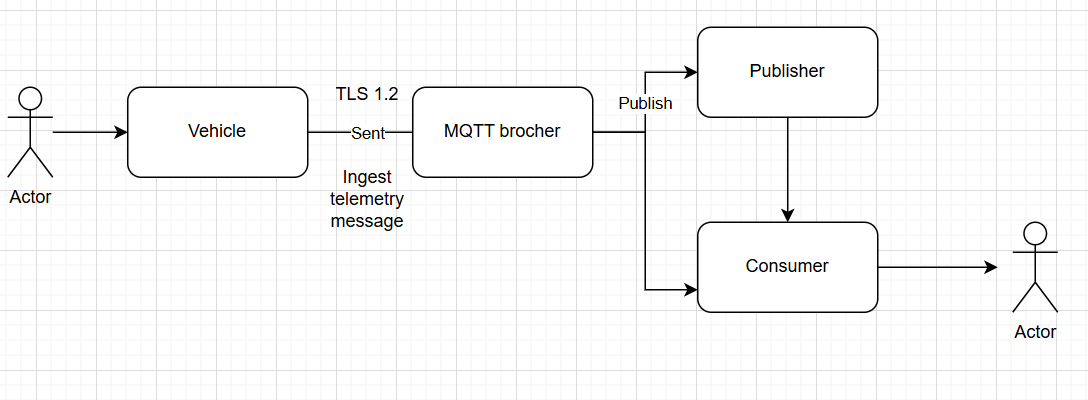 Actor
Vehicle
TLS 1.2
Sent
Ingest
telemetry
message
MQTT brocher
Publish
Publisher
Consumer
Actor